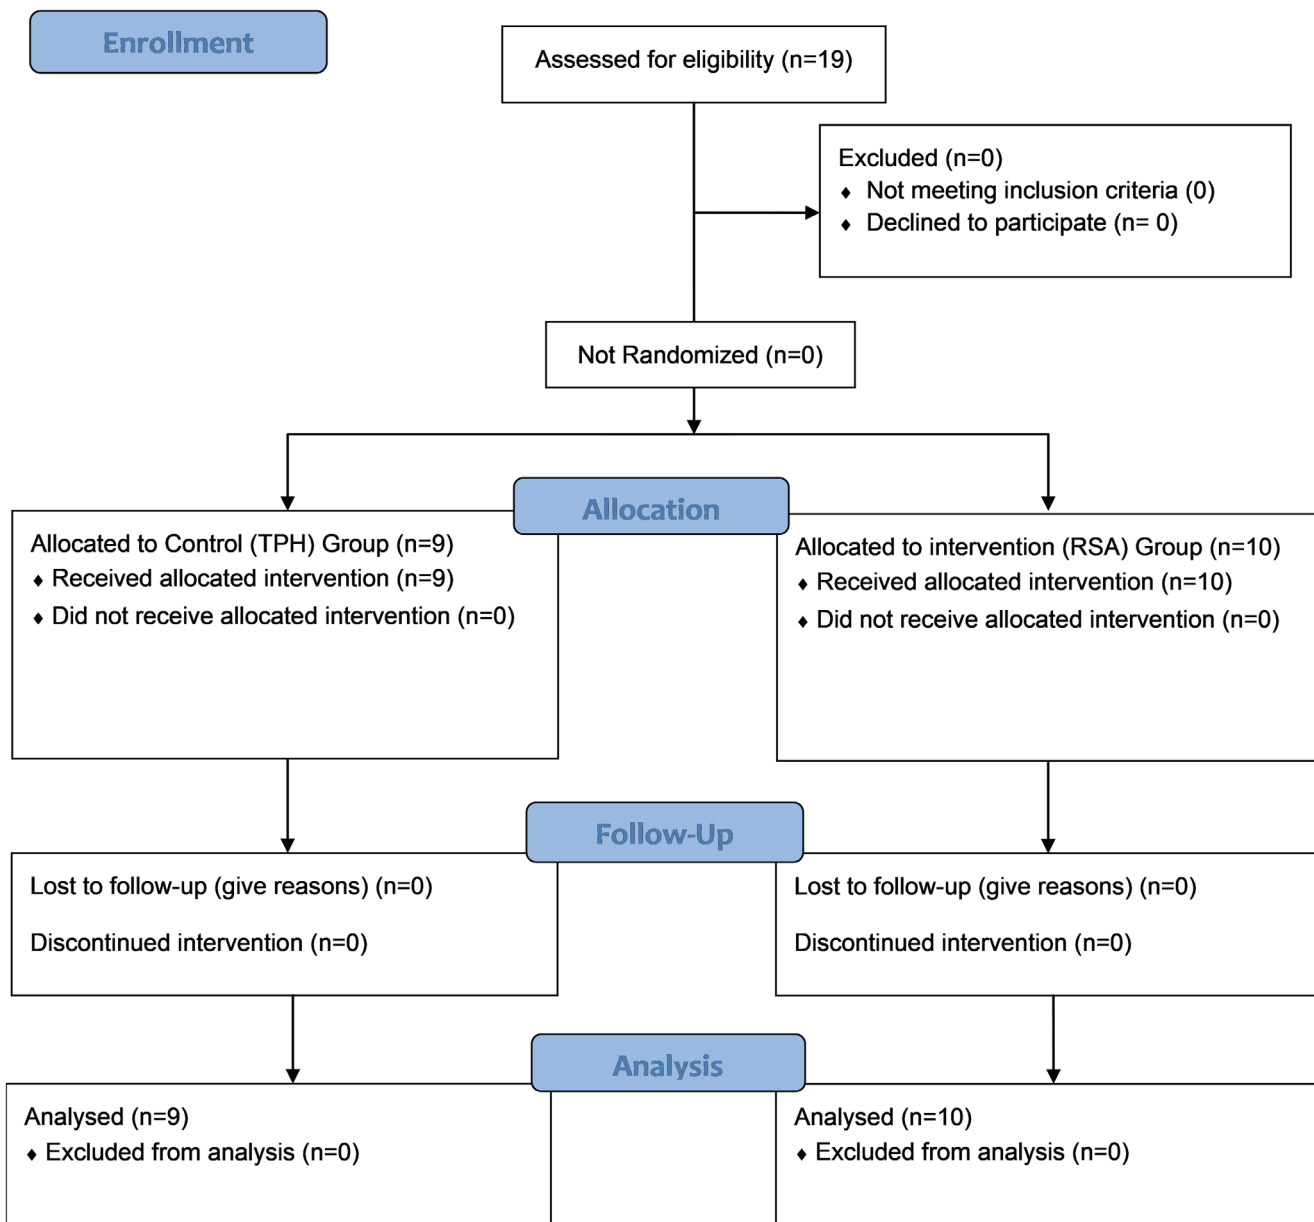 Enrollment
Assessed for eligibility (n=19)
Excluded (n=0)
♦ Not meeting inclusion criteria (0)
♦ Declined to participate (n= 0)
Not Randomized (n=0)
Allocation
Allocated to Control (TPH) Group (n=9)
♦ Received allocated intervention (n=9)
♦ Did not receive allocated intervention (n=0)
Allocated to intervention (RSA) Group (n=10)
♦ Received allocated intervention (n=10)
♦ Did not receive allocated intervention (n=0)
Follow-Up
Lost to follow-up (give reasons) (n=0)
Discontinued intervention (n=0)
Lost to follow-up (give reasons) (n=0)
Discontinued intervention (n=0)
Analysis
Analysed (n=9)
♦ Excluded from analysis (n=0)
Analysed (n=10)
♦ Excluded from analysis (n=0)